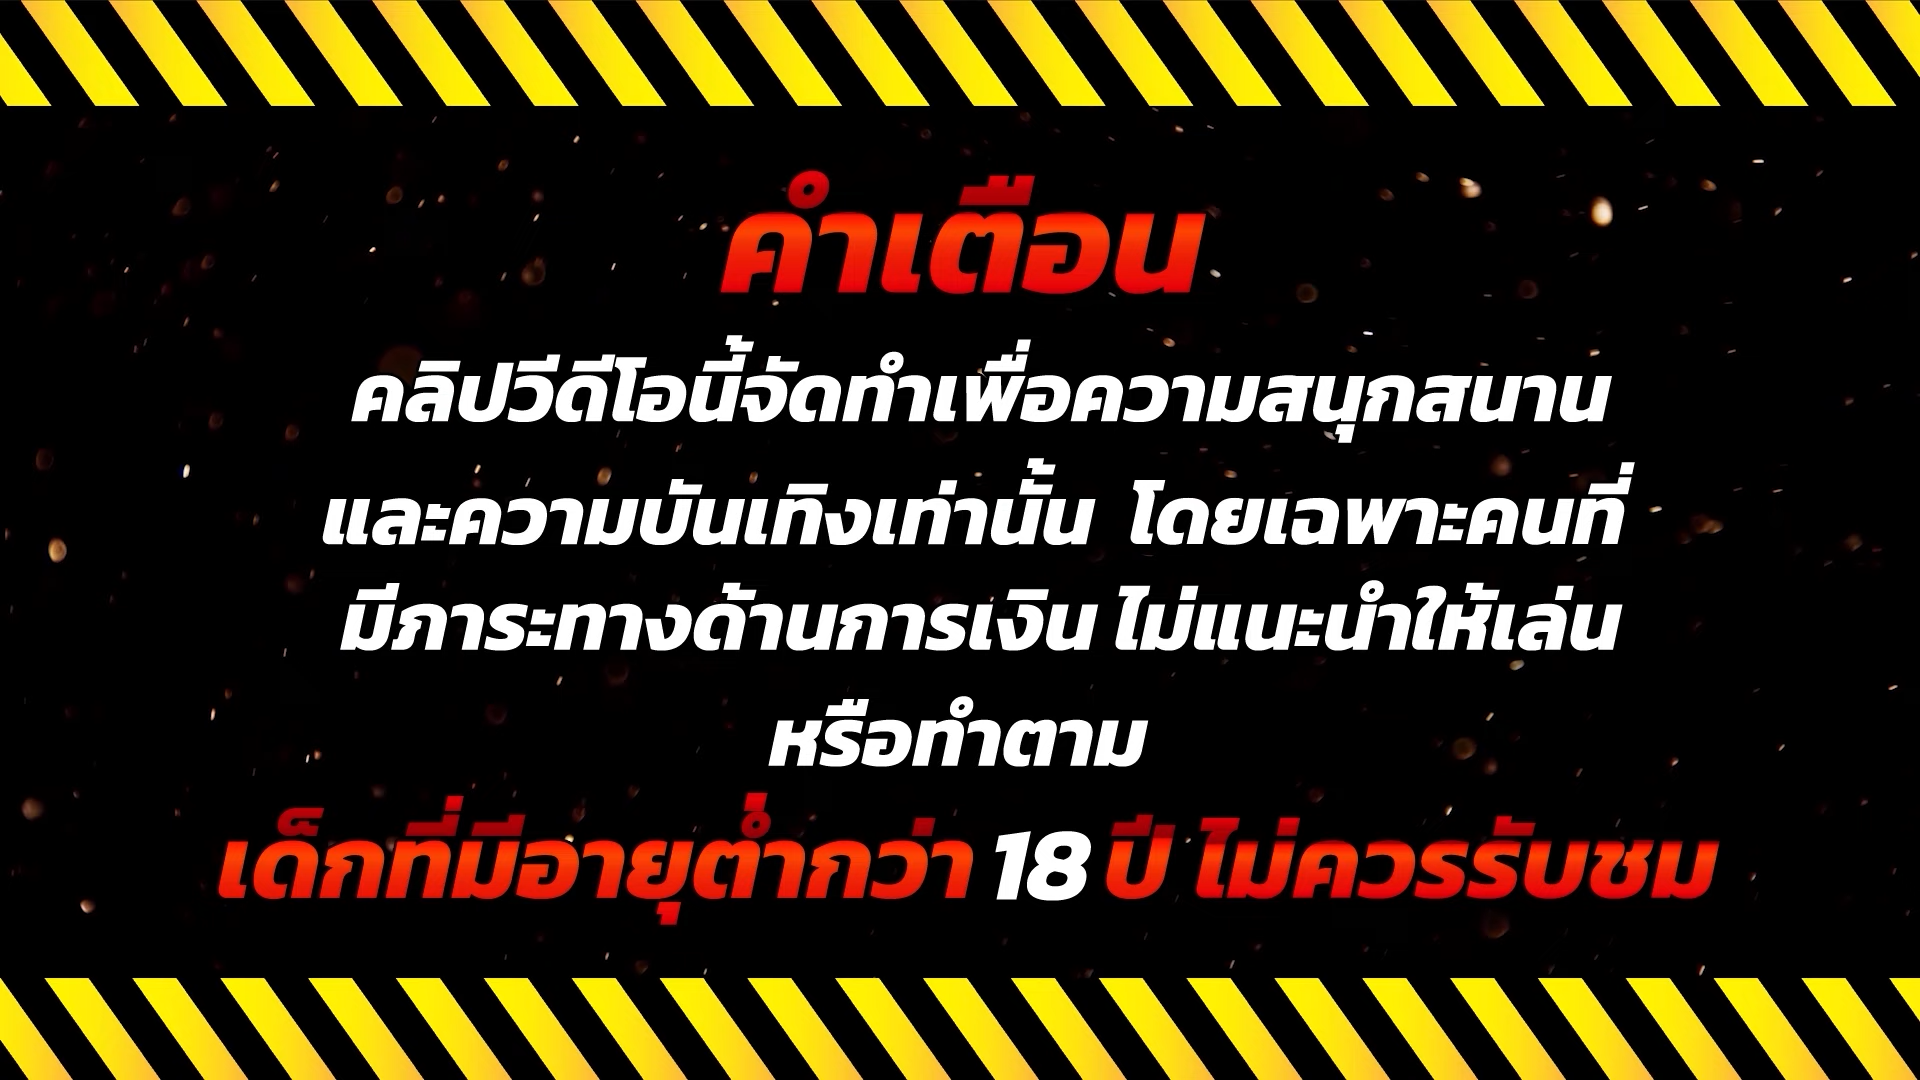 คำเตือน
คลิปวีดีโอนี้จัดทำเพื่อความสนุกสนาน
และความบันเทิงเท่านั้น โดยเฉพาะคนที่
มีภาระทางด้านการเงิน ไม่แนะนำให้เล่น
หรือทำตาม
เด็กที่มีอายุต่ำกว่า 18 ปี ไม่ควรรับชม